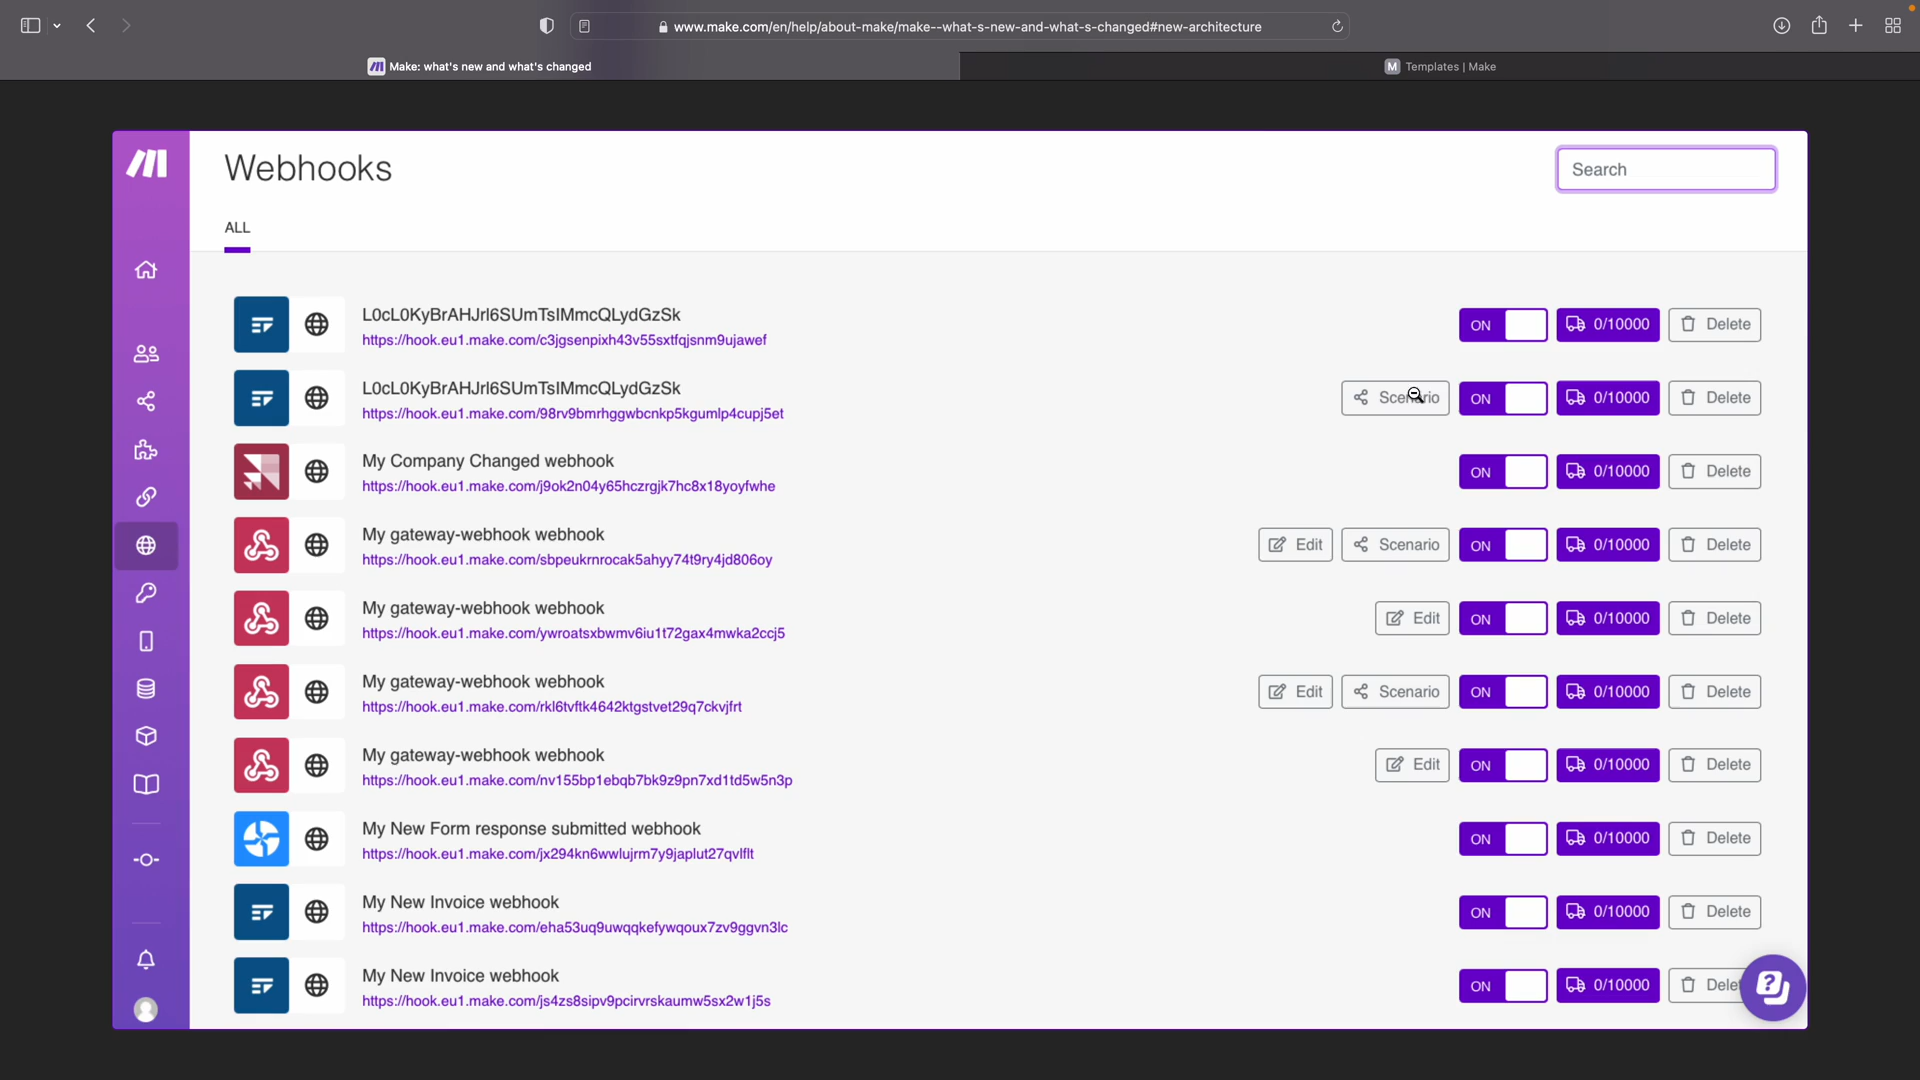 www.make.com/en/help/about-make/make--what-s-new-and-what-s-changed#new-architecture
Make: what's new and what's changed
M Templates | Make
Webhooks
Search
ALL
L0cL0KyBrAHJrl6SUmTsIMmcQLydGzSk
https://hook.eu1.make.com/c3jgsenpixh43v55sxtfqjsnm9ujawef
ON 0/10000 Delete
L0cL0KyBrAHJrl6SUmTsIMmcQLydGzSk
https://hook.eu1.make.com/98rv9bmrhggwbcnkp5kgumlp4cupj5et
Scenario ON 0/10000 Delete
My Company Changed webhook
https://hook.eu1.make.com/j9ok2n04y65hczrgjk7hc8x18yoyfwhe
ON 0/10000 Delete
My gateway-webhook webhook
https://hook.eu1.make.com/sbpeukrnrocak5ahyy74t9ry4jd806oy
Edit Scenario ON 0/10000 Delete
My gateway-webhook webhook
https://hook.eu1.make.com/ywroatsxbwmv6iu1t72gax4mwka2ccj5
Edit ON 0/10000 Delete
My gateway-webhook webhook
https://hook.eu1.make.com/rkl6tvftk4642ktgstvet29q7ckvjfrt
Edit Scenario ON 0/10000 Delete
My gateway-webhook webhook
https://hook.eu1.make.com/nv155bp1ebqb7bk9z9pn7xd1td5w5n3p
Edit ON 0/10000 Delete
My New Form response submitted webhook
https://hook.eu1.make.com/jx294kn6wwlujrm7y9japlut27qvlflt
ON 0/10000 Delete
My New Invoice webhook
https://hook.eu1.make.com/eha53uq9uwqqkefywqoux7zv9ggvn3lc
ON 0/10000 Delete
My New Invoice webhook
https://hook.eu1.make.com/js4zs8sipv9pcirvrskaumw5sx2w1j5s
ON 0/10000 Dele